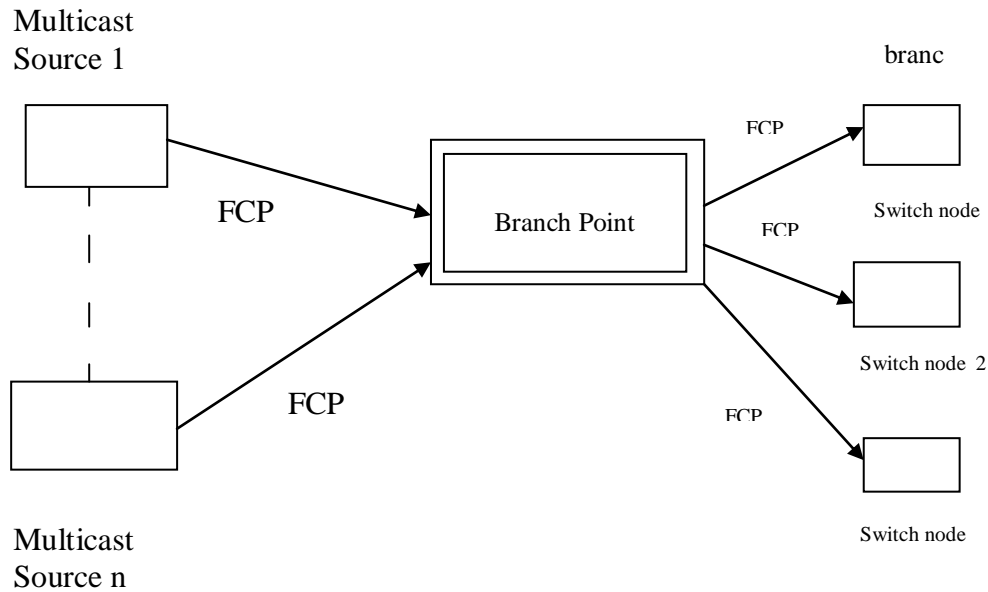 Multicast
Source 1
branc
FCP
FCP
Branch Point
Switch node
FCP
Switch node 2
FCP
FCP
Switch node
Multicast
Source n